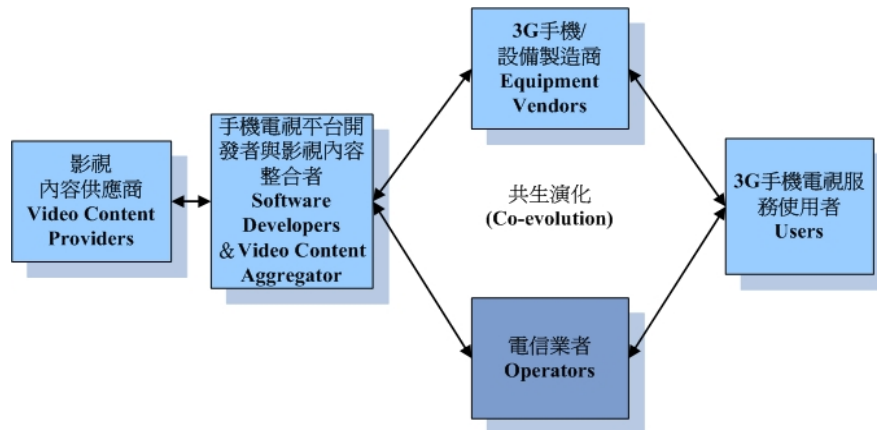 影視
內容供應商
Video Content
Providers
手機電視平台開
發者與影視內容
整合者
Software
Developers
＆Video Content
Aggregator
3G手機/
設備製造商
Equipment
Vendors
共生演化
(Co-evolution)
電信業者
Operators
3G手機電視服
務使用者
Users